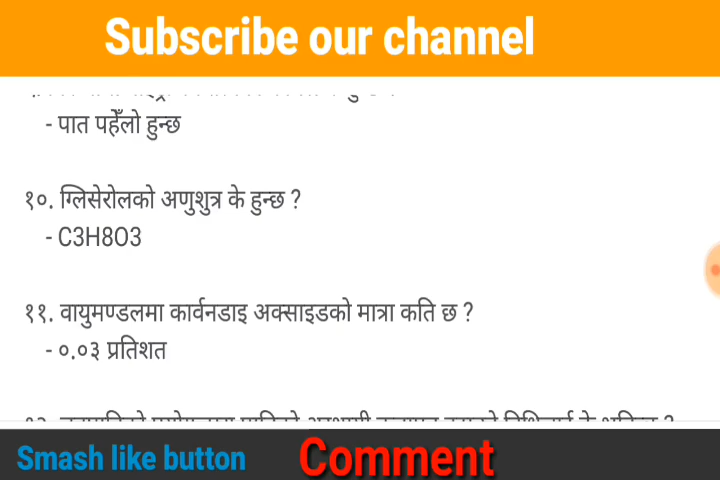 Subscribe our channel
- पात पहेँलो हुन्छ
१०. ग्लिसेरोलको अणुशुत्र के हुन्छ ?
- C3H8O3
११. वायुमण्डलमा कार्वनडाइ अक्साइडको मात्रा कति छ ?
- ०.०३ प्रतिशत
Smash like button
Comment